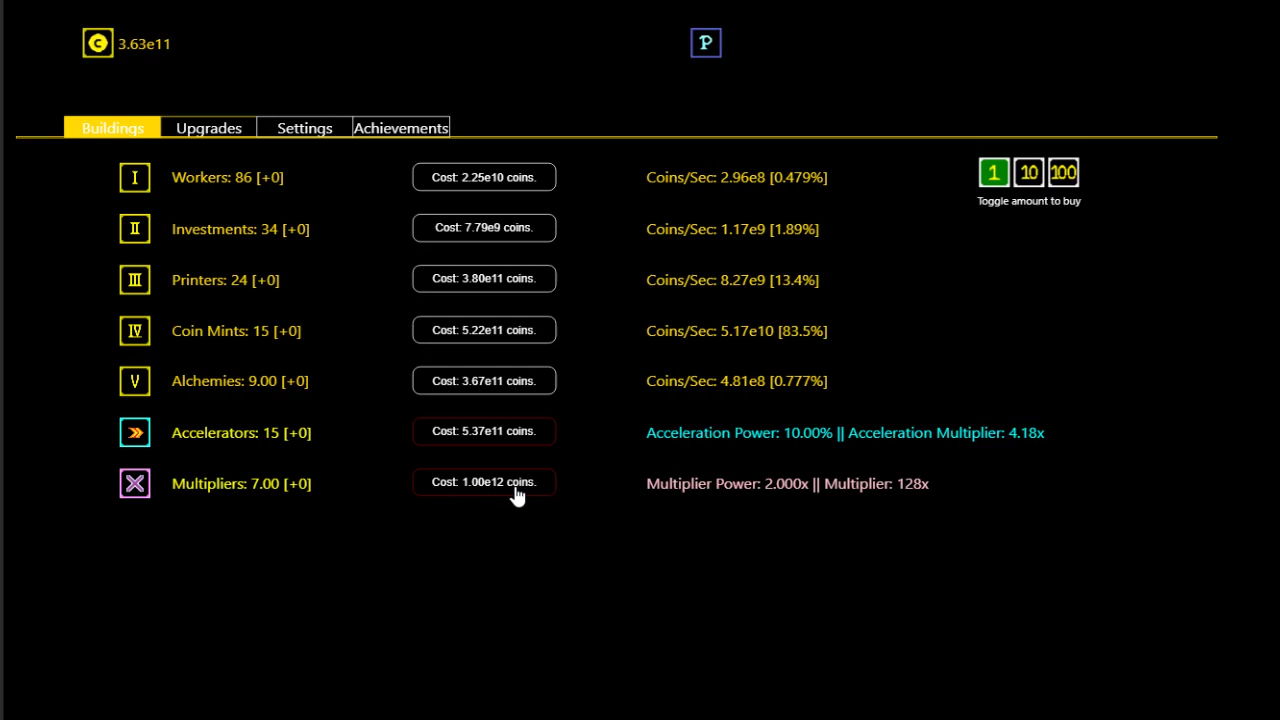 C 3.63e11 P
Buildings Upgrades Settings Achievements
I Workers: 86 [+0] Cost: 2.25e10 coins. Coins/Sec: 2.96e8 [0.479%] 1 10 100
Toggle amount to buy
II Investments: 34 [+0] Cost: 7.79e9 coins. Coins/Sec: 1.17e9 [1.89%]
III Printers: 24 [+0] Cost: 3.80e11 coins. Coins/Sec: 8.27e9 [13.4%]
IV Coin Mints: 15 [+0] Cost: 5.22e11 coins. Coins/Sec: 5.17e10 [83.5%]
V Alchemies: 9.00 [+0] Cost: 3.67e11 coins. Coins/Sec: 4.81e8 [0.777%]
Accelerators: 15 [+0] Cost: 5.37e11 coins. Acceleration Power: 10.00% || Acceleration Multiplier: 4.18x
Multipliers: 7.00 [+0] Cost: 1.00e12 coins. Multiplier Power: 2.000x || Multiplier: 128x